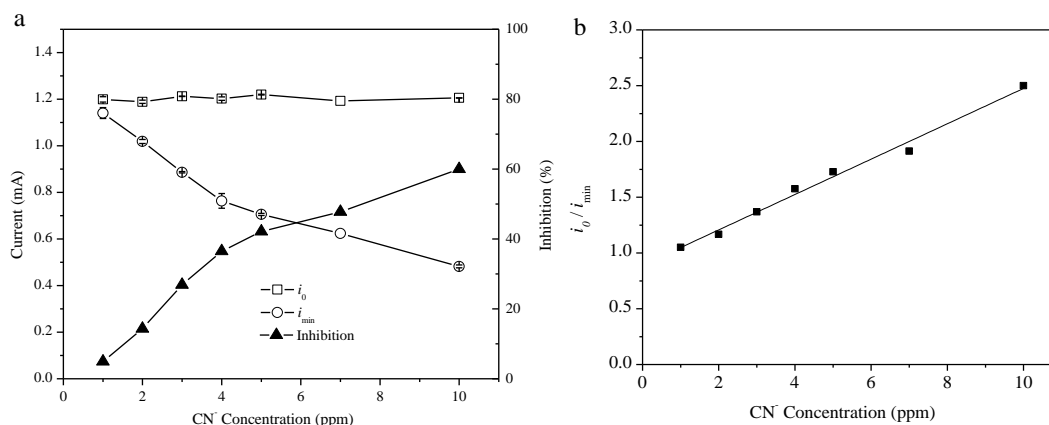 a
1.4
1.2
1.0
0.8
0.6
0.4
0.2
0.0
Current (mA)
100
80
60
40
20
0
Inhibition (%)
i0
imin
Inhibition
0 2 4 6 8 10
CN- Concentration (ppm)
b
3.0
2.5
2.0
1.5
1.0
0.5
0.0
i0 / imin
0 2 4 6 8 10
CN- Concentration (ppm)